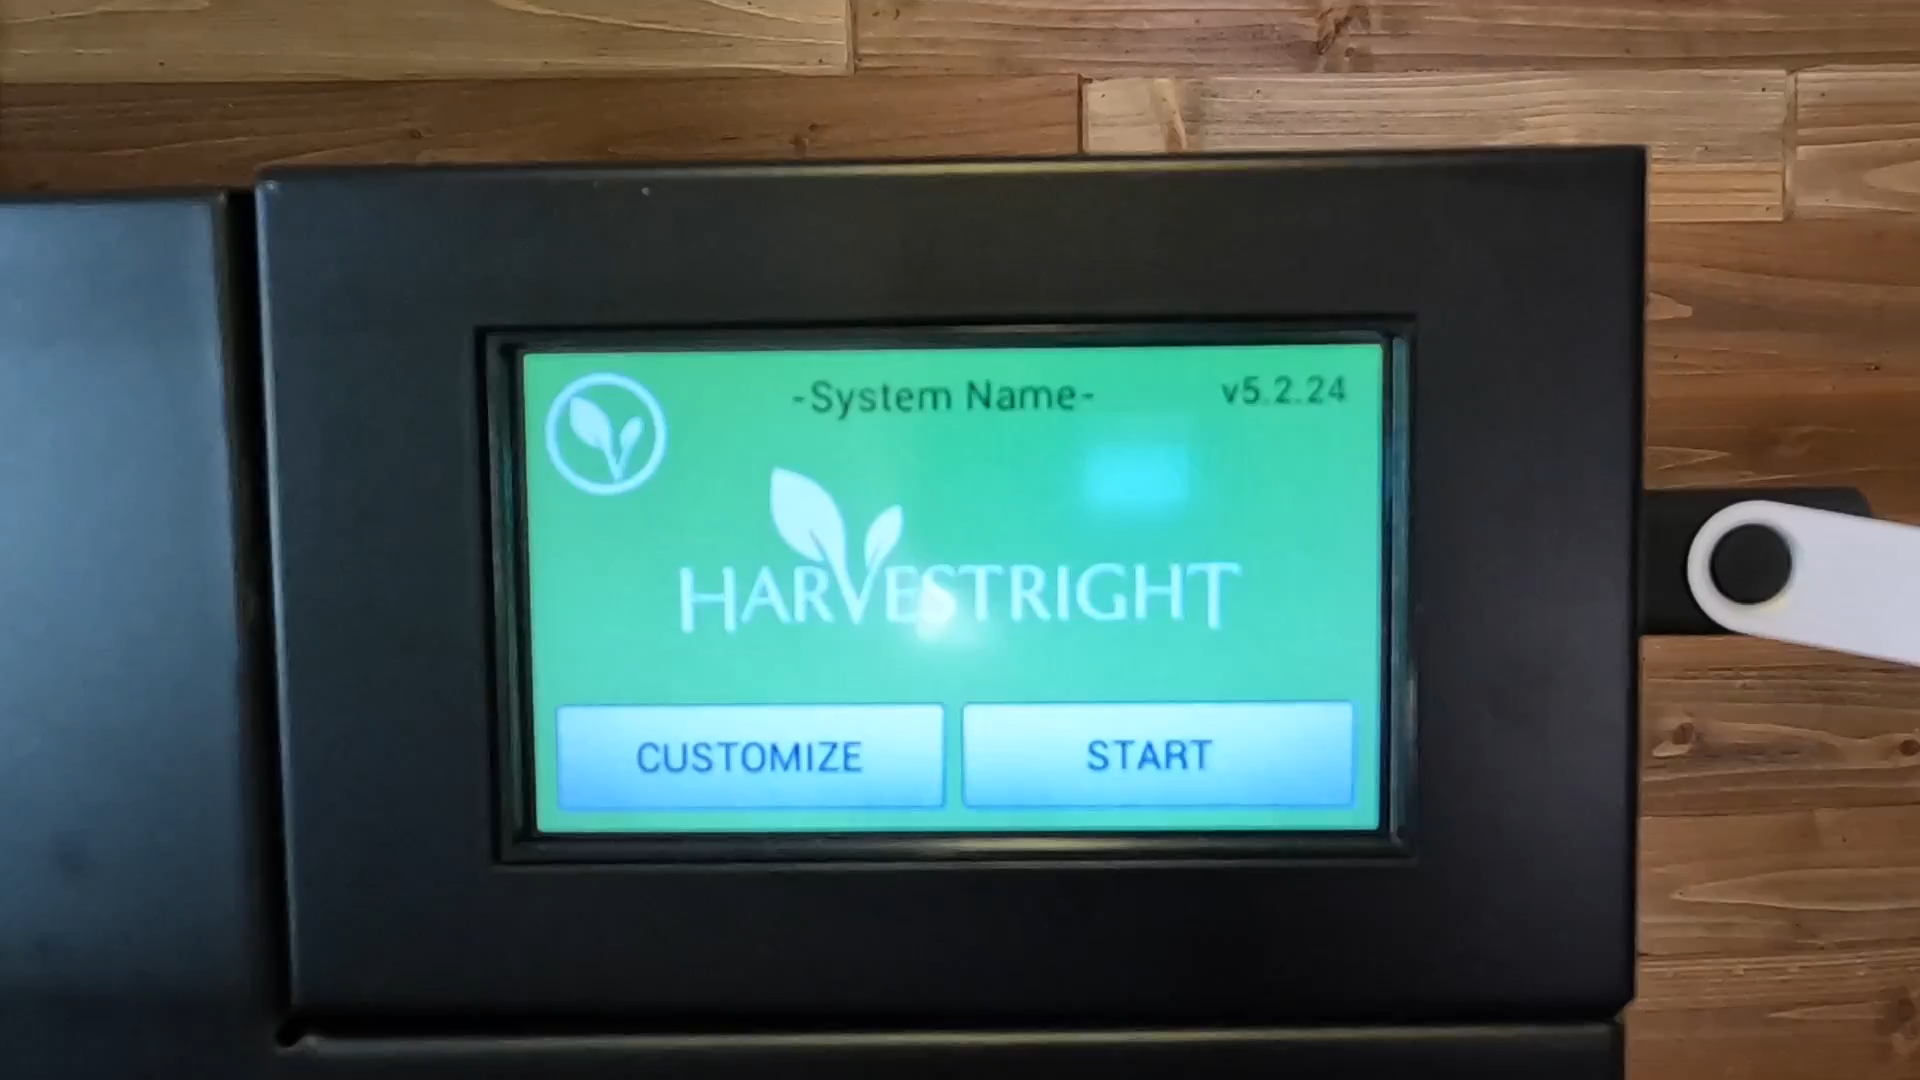 -System Name-
v5.2.24
HARVESTRIGHT
CUSTOMIZE
START